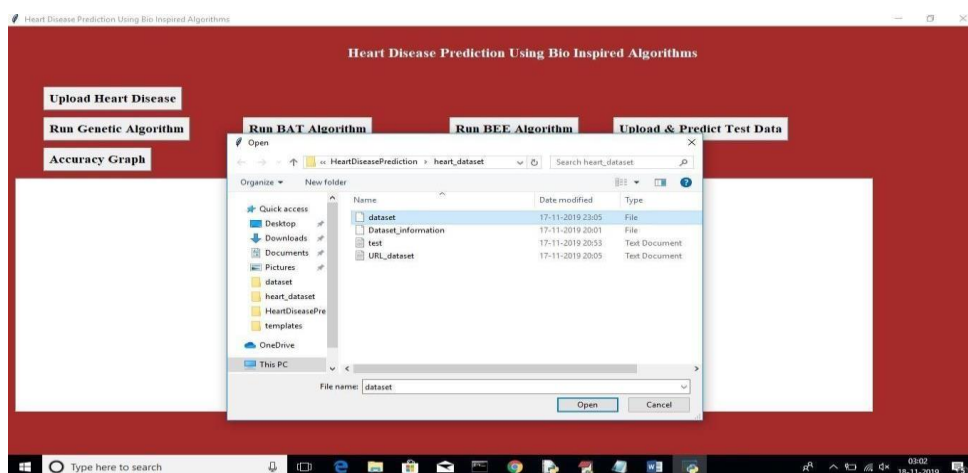 Heart Disease Prediction Using Bio Inspired Algorithms
Heart Disease Prediction Using Bio Inspired Algorithms
Upload Heart Disease
Run Genetic Algorithm Run BAT Algorithm Run BEE Algorithm Upload & Predict Test Data
Accuracy Graph
Open
« HeartDiseasePrediction › heart_dataset Search heart_dataset
Organize New folder
Name Date modified Type
Quick access
Desktop
Downloads
Documents
Pictures
dataset
heart_dataset
HeartDiseasePre
templates
OneDrive
This PC
dataset 17-11-2019 23:05 File
Dataset_information 17-11-2019 20:01 File
test 17-11-2019 20:53 Text Document
URL_dataset 17-11-2019 20:05 Text Document
File name: dataset
Open Cancel
Type here to search
03:02
18-11-2019